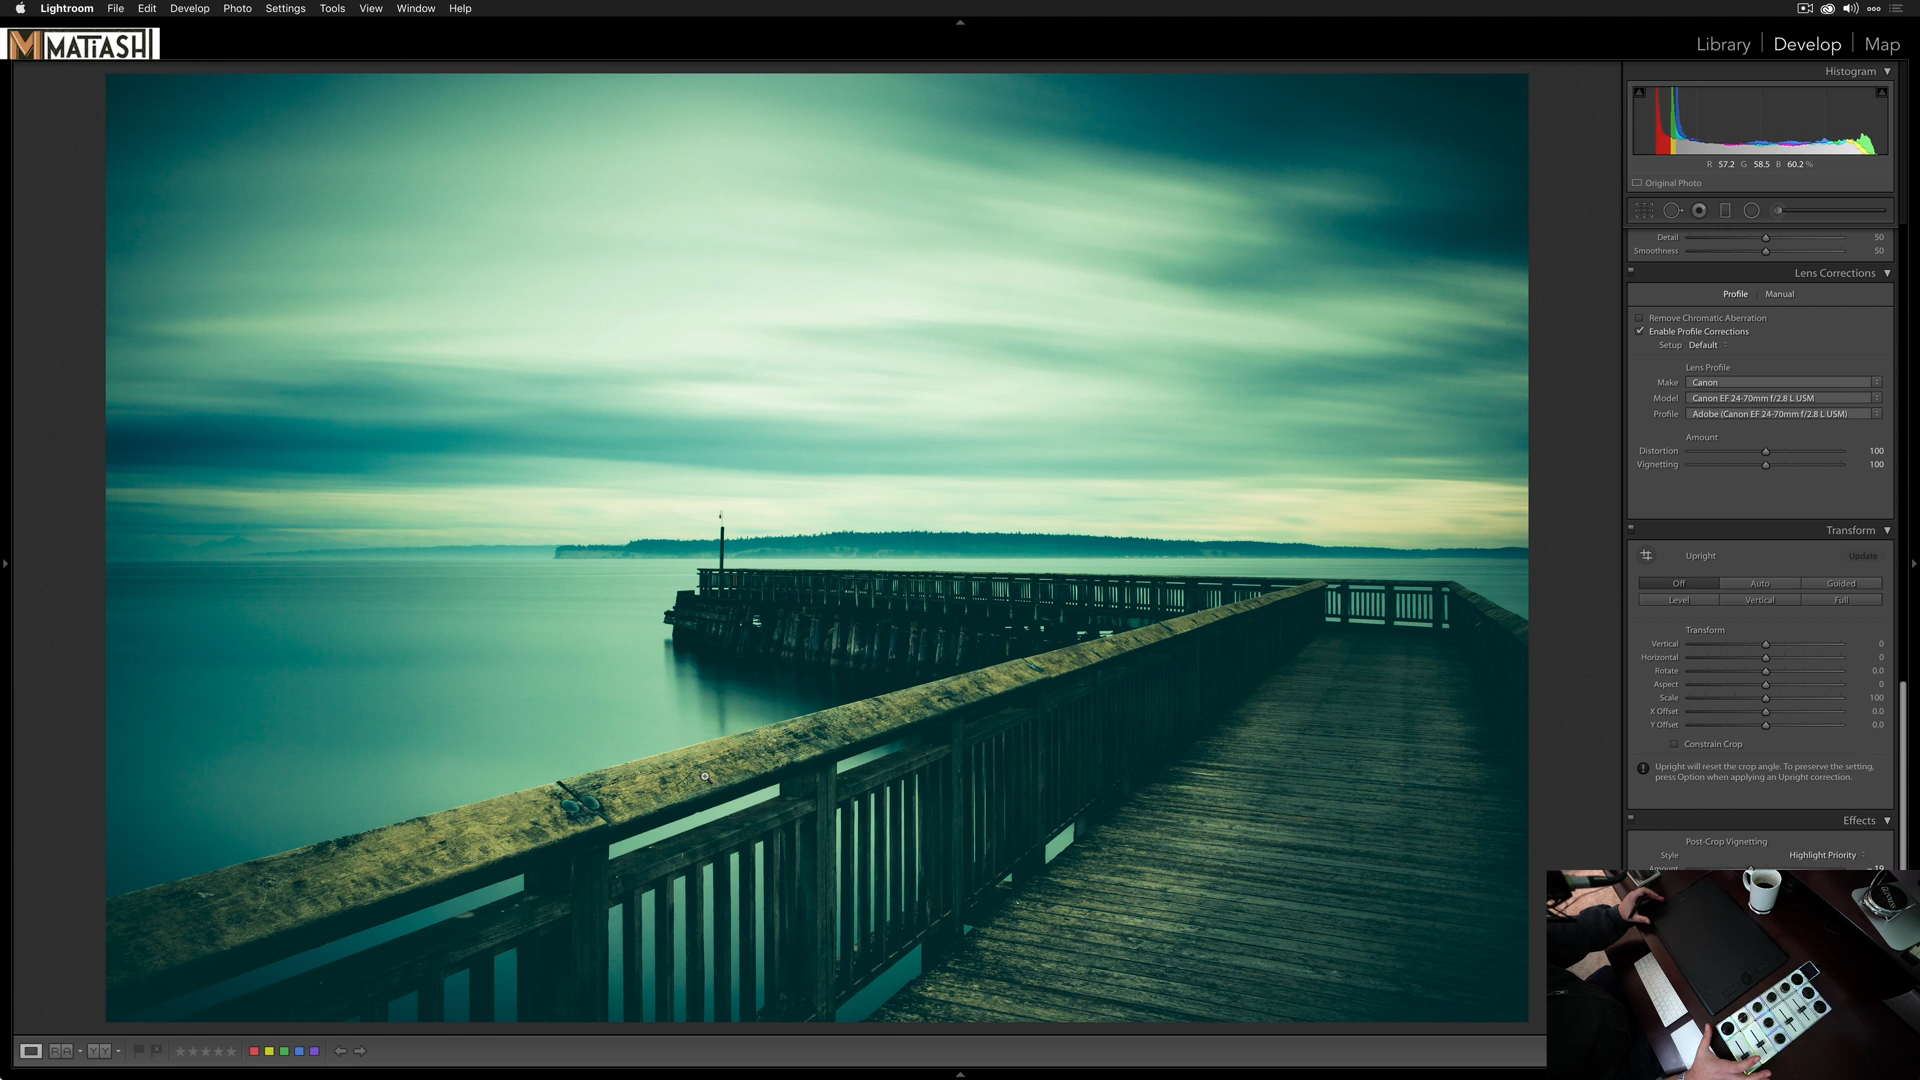 Lightroom File Edit Develop Photo Settings Tools View Window Help
M MATIASH
Library Develop Map
Histogram
R 57.2 G 58.5 B 60.2 %
Original Photo
Detail 50
Smoothness 50
Lens Corrections
Profile Manual
Remove Chromatic Aberration
Enable Profile Corrections
Setup Default
Lens Profile
Make Canon
Model Canon EF 24-70mm f/2.8 L USM
Profile Adobe (Canon EF 24-70mm f/2.8 L USM)
Amount
Distortion 100
Vignetting 100
Transform
Upright Update
Off Auto Guided
Level Vertical Full
Transform
Vertical 0
Horizontal 0
Rotate 0.0
Aspect 0
Scale 100
X Offset 0.0
Y Offset 0.0
Constrain Crop
Upright will reset the crop angle. To preserve the setting,
press Option when applying an Upright correction.
Effects
Post-Crop Vignetting
Style Highlight Priority
Amount – 19
R A Y Y